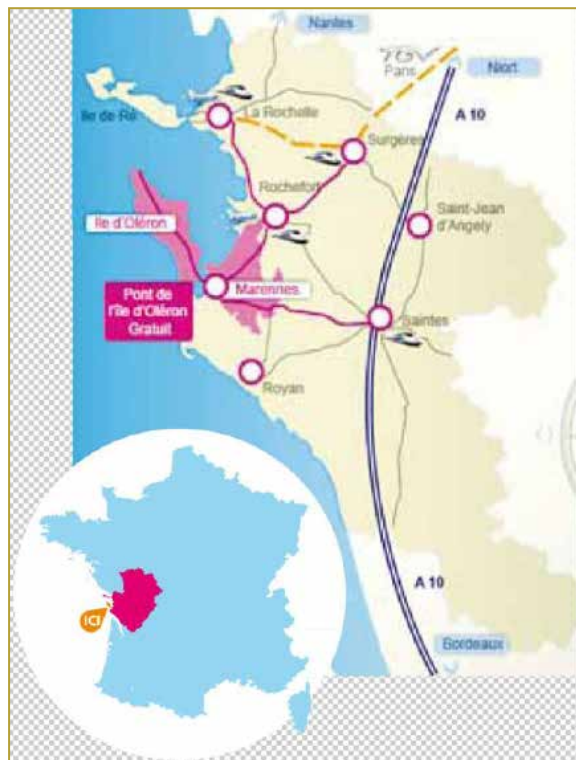 Nantes
TGV
Paris
Niort
A 10
Ile de Ré
La Rochelle
Surgères
Rochefort
Saint-Jean
d'Angely
Ile d'Oléron
Marennes
Pont de
l'île d'Oléron
Gratuit
Saintes
Royan
A 10
ICI
Bordeaux